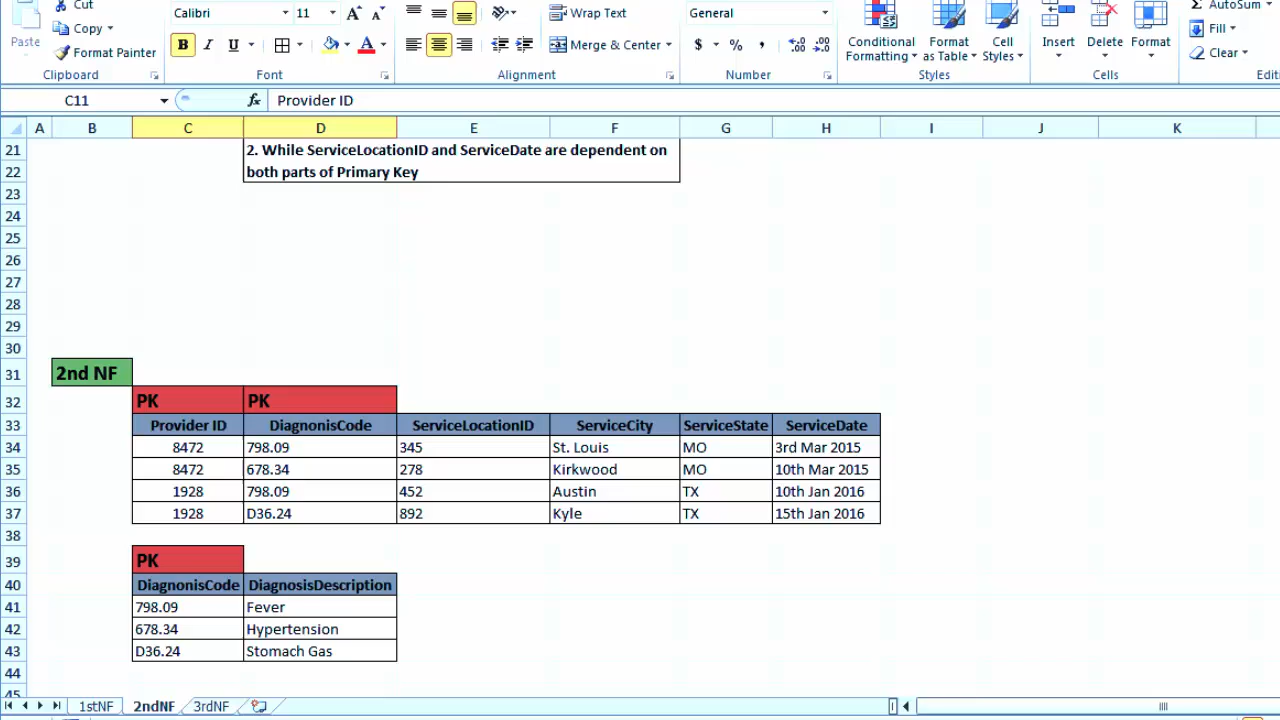 Cut
Calibri 11 A A Wrap Text General Σ AutoSum
Paste Copy Conditional Format Cell Insert Delete Format Fill
Format Painter B I U A Merge & Center $ % , Formatting as Table Styles Clear
Clipboard Font Alignment Number Styles Cells Editi
C11 fx Provider ID
A B C D E F G H I J K
21 2. While ServiceLocationID and ServiceDate are dependent on
22 both parts of Primary Key
23
24
25
26
27
28
29
30
31 2nd NF
32 PK PK
33 Provider ID DiagnonisCode ServiceLocationID ServiceCity ServiceState ServiceDate
34 8472 798.09 345 St. Louis MO 3rd Mar 2015
35 8472 678.34 278 Kirkwood MO 10th Mar 2015
36 1928 798.09 452 Austin TX 10th Jan 2016
37 1928 D36.24 892 Kyle TX 15th Jan 2016
38
39 PK
40 DiagnonisCode DiagnosisDescription
41 798.09 Fever
42 678.34 Hypertension
43 D36.24 Stomach Gas
44
45
1stNF 2ndNF 3rdNF